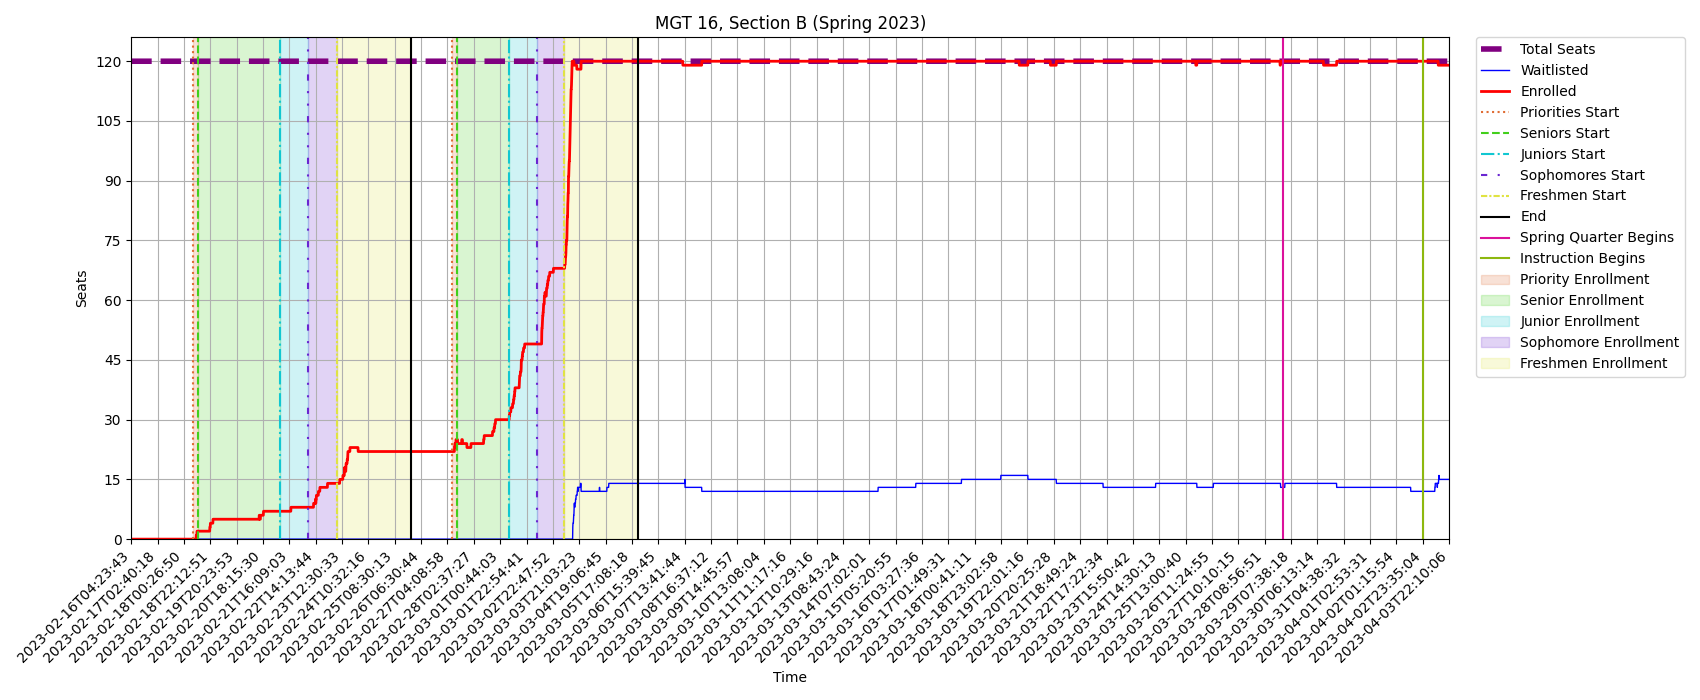 MGT 16, Section B (Spring 2023)
Seats
120
105
90
75
60
45
30
15
0
2023-02-16T04:23:43
2023-02-17T02:40:18
2023-02-18T00:26:50
2023-02-18T22:12:51
2023-02-19T20:23:53
2023-02-20T18:15:30
2023-02-21T16:09:03
2023-02-22T14:13:44
2023-02-23T12:30:33
2023-02-24T10:32:16
2023-02-25T08:30:13
2023-02-26T06:30:44
2023-02-27T04:08:58
2023-02-28T02:37:27
2023-03-01T00:44:03
2023-03-01T22:54:41
2023-03-02T22:47:52
2023-03-03T21:03:23
2023-03-04T19:06:45
2023-03-05T17:08:18
2023-03-06T15:39:45
2023-03-07T13:41:44
2023-03-08T16:37:12
2023-03-09T14:45:57
2023-03-10T13:08:04
2023-03-11T11:17:16
2023-03-12T10:29:16
2023-03-13T08:43:24
2023-03-14T07:02:01
2023-03-15T05:20:55
2023-03-16T03:27:36
2023-03-17T01:49:31
2023-03-18T00:41:11
2023-03-18T23:02:58
2023-03-19T22:01:16
2023-03-20T20:25:28
2023-03-21T18:49:24
2023-03-22T17:22:34
2023-03-23T15:50:42
2023-03-24T14:30:13
2023-03-25T13:00:40
2023-03-26T11:24:55
2023-03-27T10:10:15
2023-03-28T08:56:51
2023-03-29T07:38:18
2023-03-30T06:13:14
2023-03-31T04:38:32
2023-04-01T02:53:31
2023-04-02T01:15:54
2023-04-02T23:35:04
2023-04-03T22:10:06
Time
Total Seats
Waitlisted
Enrolled
Priorities Start
Seniors Start
Juniors Start
Sophomores Start
Freshmen Start
End
Spring Quarter Begins
Instruction Begins
Priority Enrollment
Senior Enrollment
Junior Enrollment
Sophomore Enrollment
Freshmen Enrollment